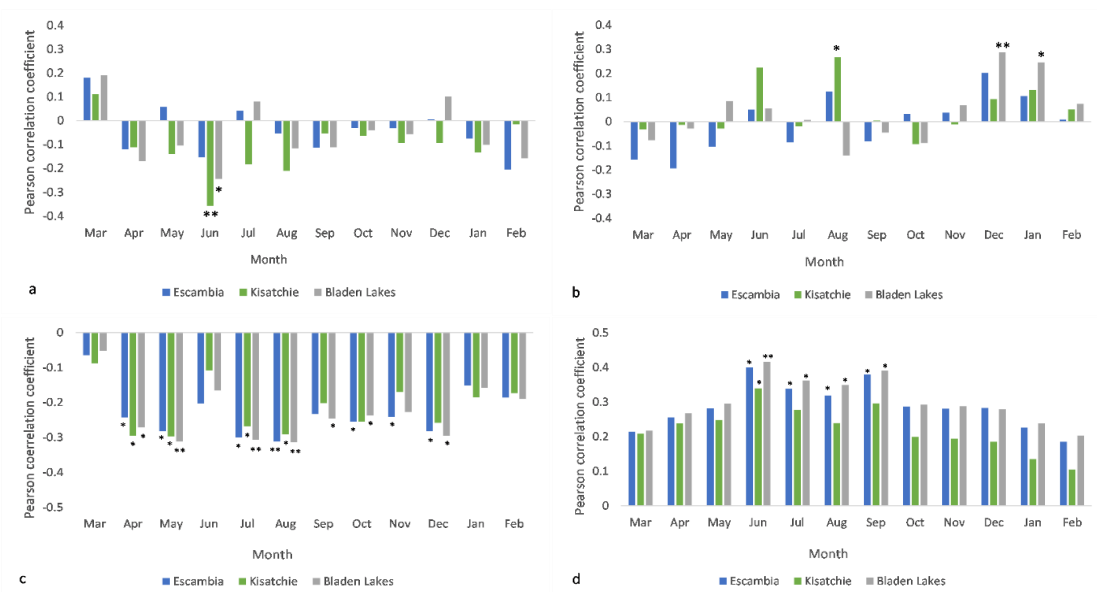 Pearson correlation coefficient
0.4
0.3
0.2
0.1
0
-0.1
-0.2
-0.3
-0.4
*
**
Mar Apr May Jun Jul Aug Sep Oct Nov Dec Jan Feb
Month
a
Escambia Kisatchie Bladen Lakes
Pearson correlation coefficient
0.4
0.3
0.2
0.1
0
-0.1
-0.2
-0.3
-0.4
* ** *
Mar Apr May Jun Jul Aug Sep Oct Nov Dec Jan Feb
Month
b
Escambia Kisatchie Bladen Lakes
Pearson coerrelation coefficient
0
-0.1
-0.2
-0.3
-0.4
-0.5
* * * * * ** * * ** ** * ** * * * * * *
Mar Apr May Jun Jul Aug Sep Oct Nov Dec Jan Feb
Month
c
Escambia Kisatchie Bladen Lakes
Pearson correlation coefficient
0.5
0.4
0.3
0.2
0.1
0
* * ** * * * * * *
Mar Apr May Jun Jul Aug Sep Oct Nov Dec Jan Feb
Month
d
Escambia Kisatchie Bladen Lakes